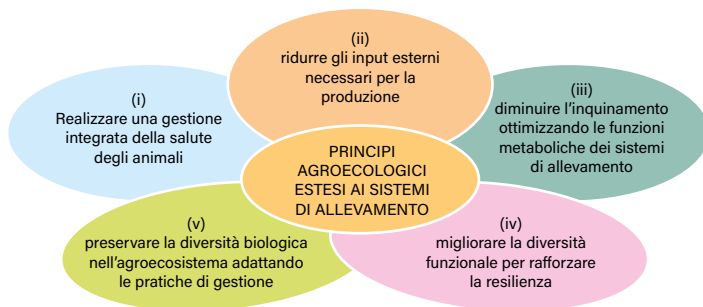 (i)
Realizzare una gestione
integrata della salute
degli animali
(ii)
ridurre gli input esterni
necessari per la
produzione
(iii)
diminuire l'inquinamento
ottimizzando le funzioni
metaboliche dei sistemi
di allevamento
PRINCIPI
AGROECOLOGICI
ESTESI AI SISTEMI
DI ALLEVAMENTO
(v)
preservare la diversità biologica
nell'agroecosistema adattando
le pratiche di gestione
(iv)
migliorare la diversità
funzionale per rafforzare
la resilienza